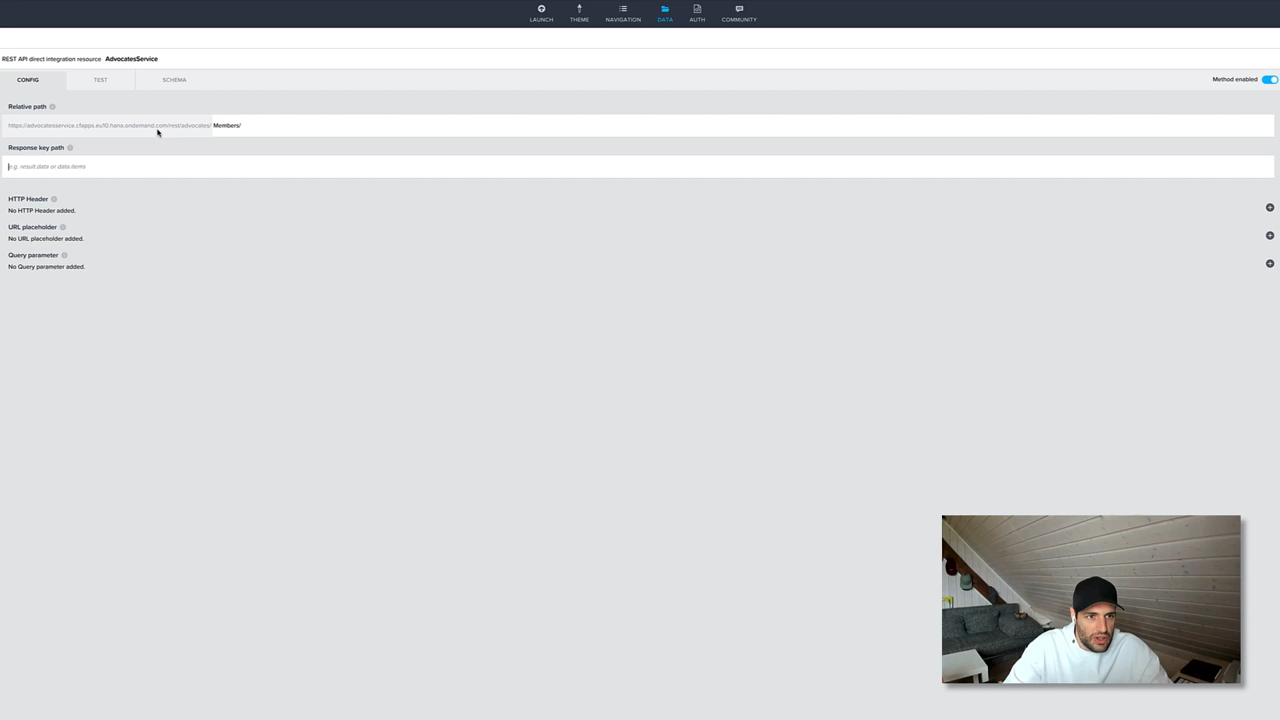 LAUNCH THEME NAVIGATION DATA AUTH COMMUNITY
REST API direct integration resource AdvocatesService
CONFIG TEST SCHEMA Method enabled
Relative path
https://advocatesservice.cfapps.eu10.hana.ondemand.com/rest/advocates/ Members/
Response key path
e.g. result.data or data.items
HTTP Header
No HTTP Header added.
URL placeholder
No URL placeholder added.
Query parameter
No Query parameter added.